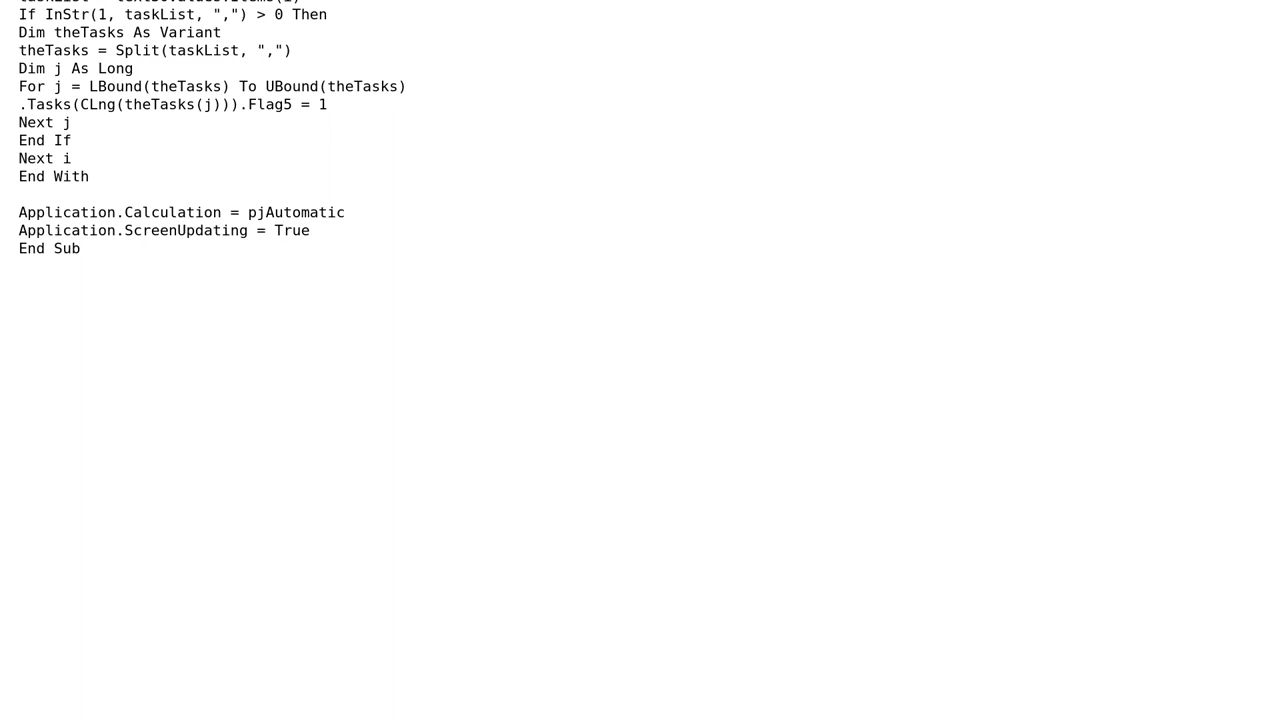 If InStr(1, taskList, ",") > 0 Then
Dim theTasks As Variant
theTasks = Split(taskList, ",")
Dim j As Long
For j = LBound(theTasks) To UBound(theTasks)
.Tasks(CLng(theTasks(j))).Flag5 = 1
Next j
End If
Next i
End With

Application.Calculation = pjAutomatic
Application.ScreenUpdating = True
End Sub